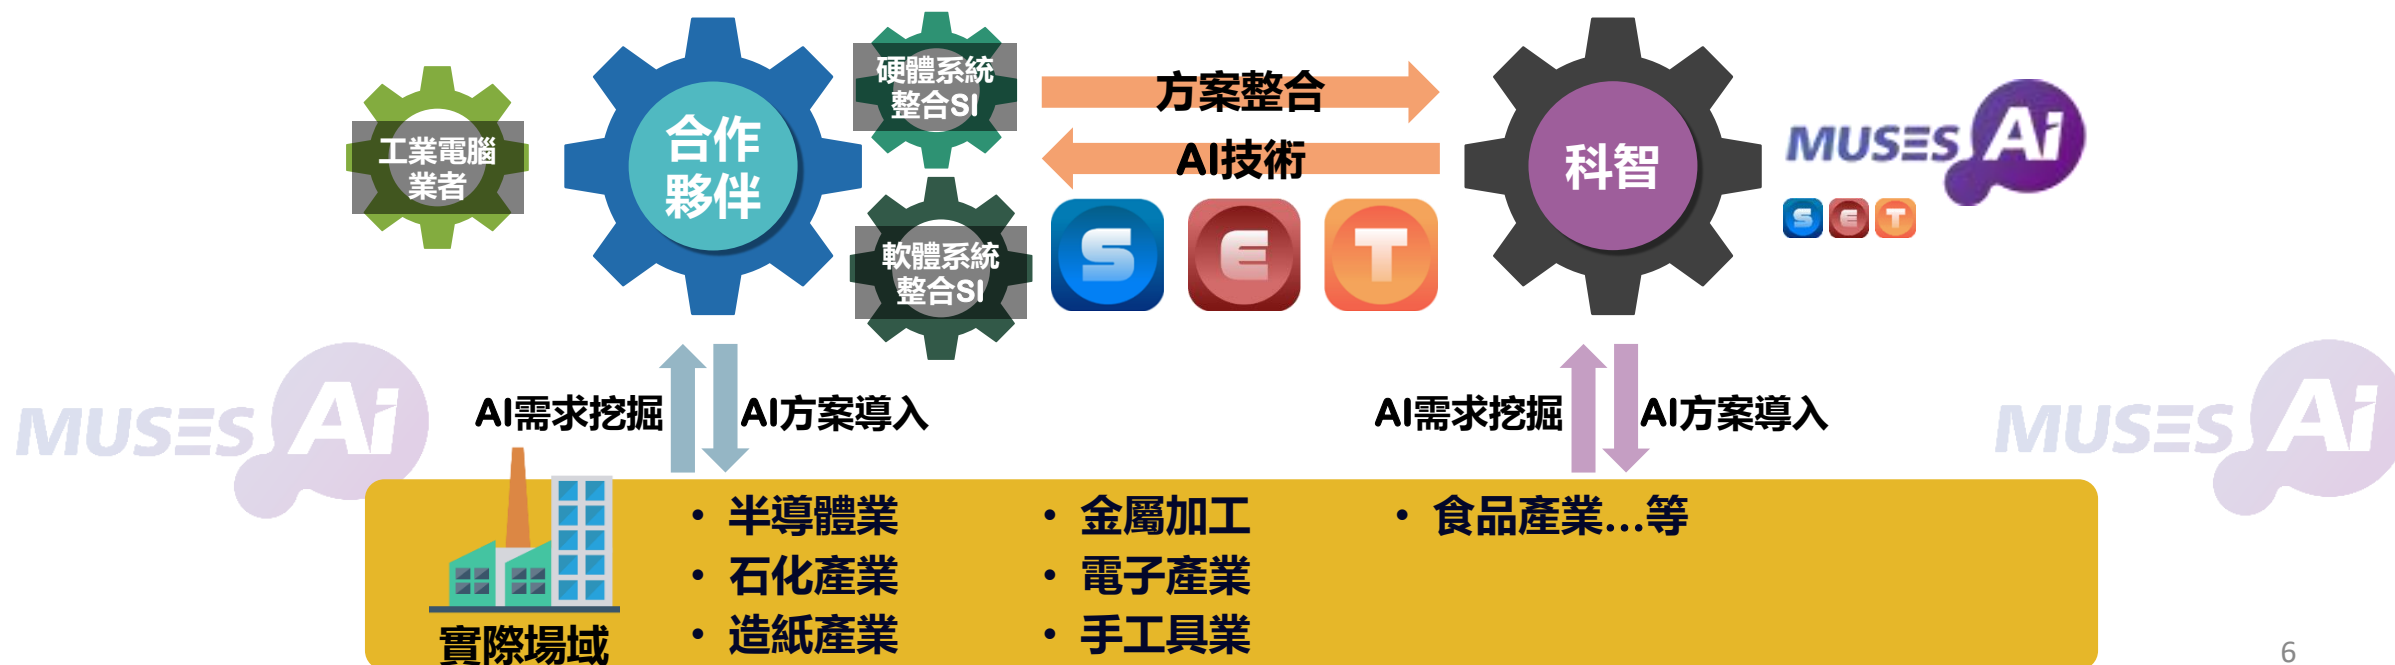 工業電腦
業者
合作
夥伴
硬體系統
整合SI
軟體系統
整合SI
方案整合
AI技術
S E T
科智
MUSES Ai
S E T
AI需求挖掘
AI方案導入
AI需求挖掘
AI方案導入
MUSES Ai
MUSES Ai
實際場域
• 半導體業
• 石化產業
• 造紙產業
• 金屬加工
• 電子產業
• 手工具業
• 食品產業...等
6